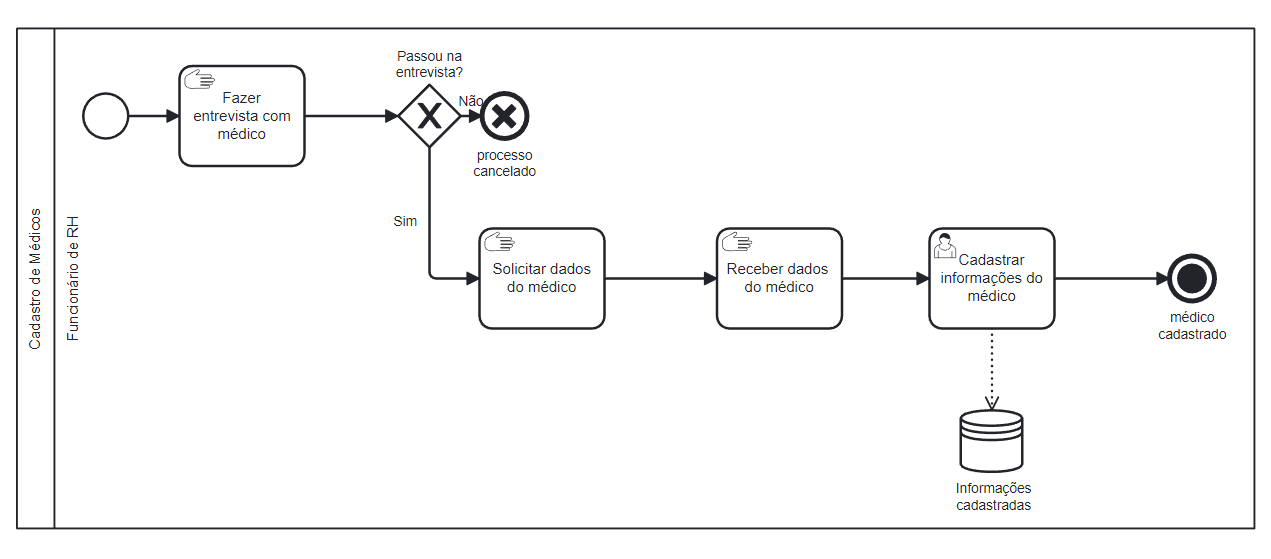 Cadastro de Médicos
Funcionário de RH
Fazer
entrevista com
médico
Passou na
entrevista?
Não
processo
cancelado
Sim
Solicitar dados
do médico
Receber dados
do médico
Cadastrar
informações do
médico
médico
cadastrado
Informações
cadastradas